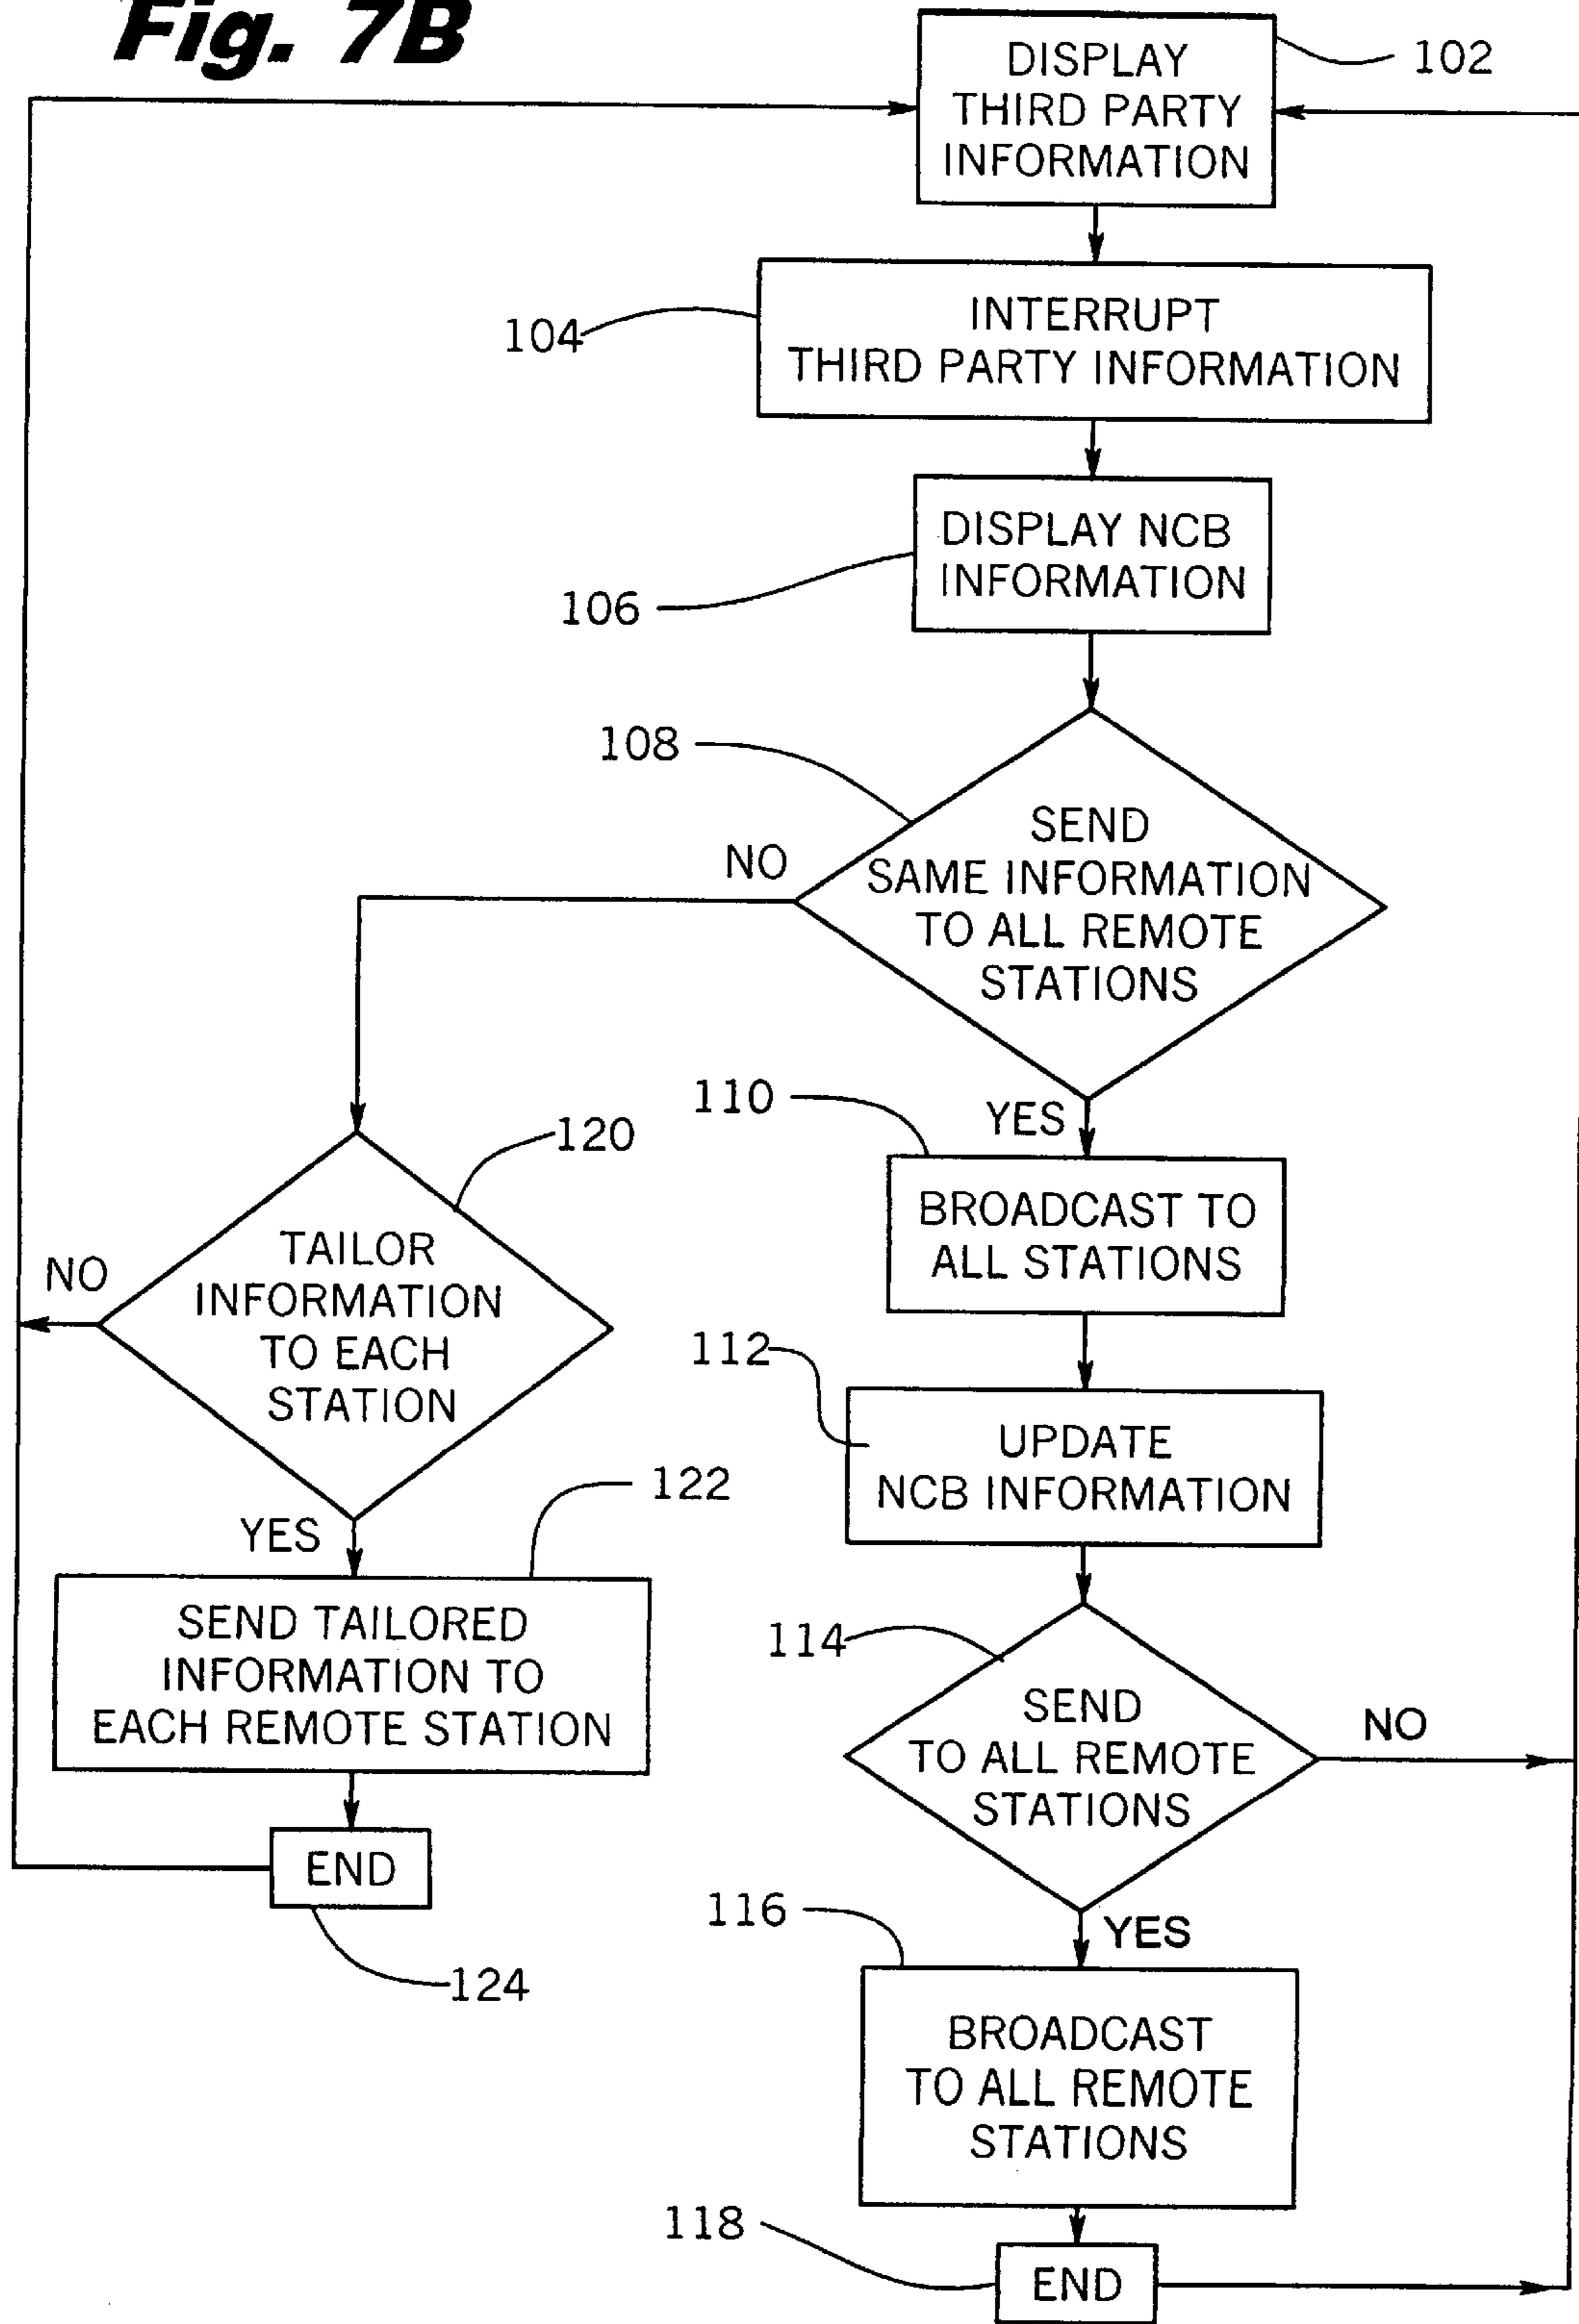 Fig. 7B
DISPLAY
THIRD PARTY
INFORMATION
102
INTERRUPT
THIRD PARTY INFORMATION
104
DISPLAY NCB
INFORMATION
106
108
SEND
SAME INFORMATION
TO ALL REMOTE
STATIONS
NO
YES
110
BROADCAST TO
ALL STATIONS
120
TAILOR
INFORMATION
TO EACH
STATION
NO
YES
112
UPDATE
NCB INFORMATION
122
SEND TAILORED
INFORMATION TO
EACH REMOTE STATION
114
SEND
TO ALL REMOTE
STATIONS
NO
YES
END
124
116
BROADCAST
TO ALL REMOTE
STATIONS
118
END